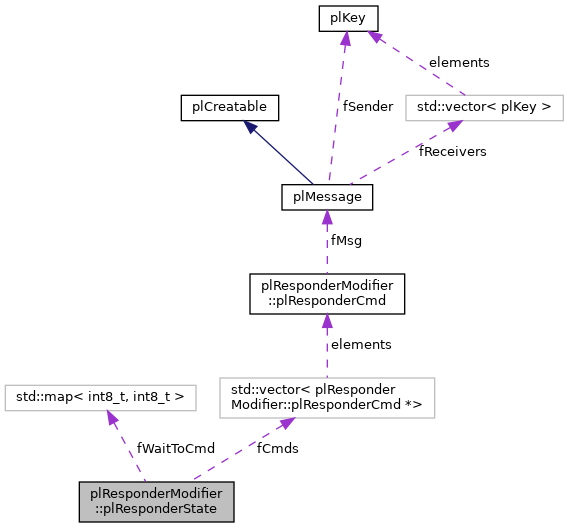 plKey
elements
plCreatable
fSender
std::vector< plKey >
fReceivers
plMessage
fMsg
plResponderModifier
::plResponderCmd
elements
std::map< int8_t, int8_t >
std::vector< plResponder
Modifier::plResponderCmd *>
fWaitToCmd
fCmds
plResponderModifier
::plResponderState